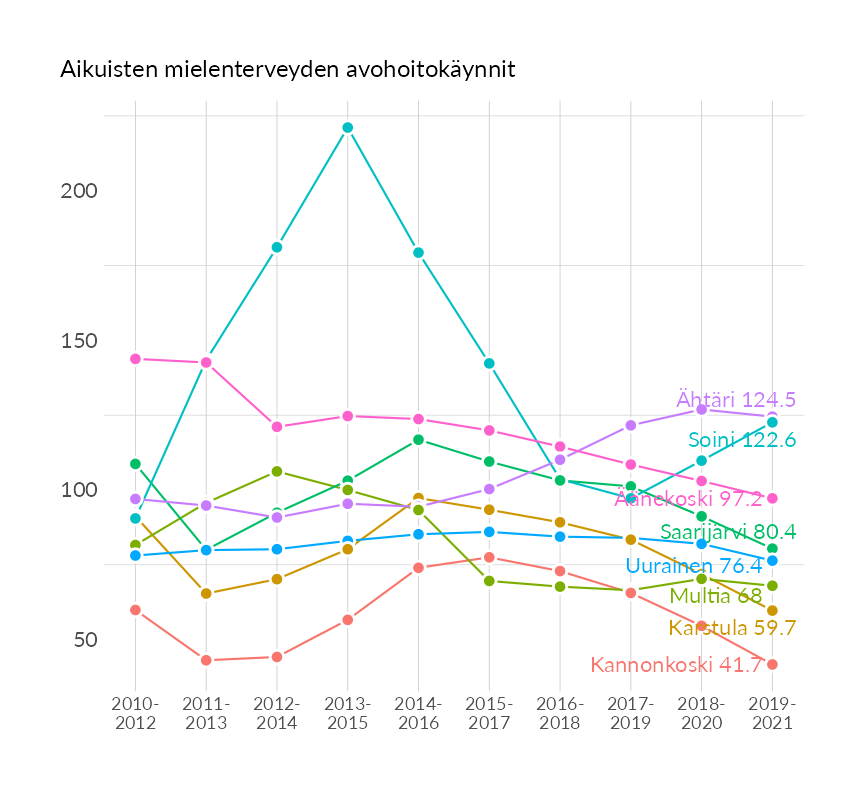 Aikuisten mielenterveyden avohoitokäynnit
200
150
100
50
Ähtäri 124.5
Soini 122.6
Äänekoski 97.2
Saarijärvi 80.4
Uurainen 76.4
Multia 68
Karstula 59.7
Kannonkoski 41.7
2010-
2012
2011-
2013
2012-
2014
2013-
2015
2014-
2016
2015-
2017
2016-
2018
2017-
2019
2018-
2020
2019-
2021